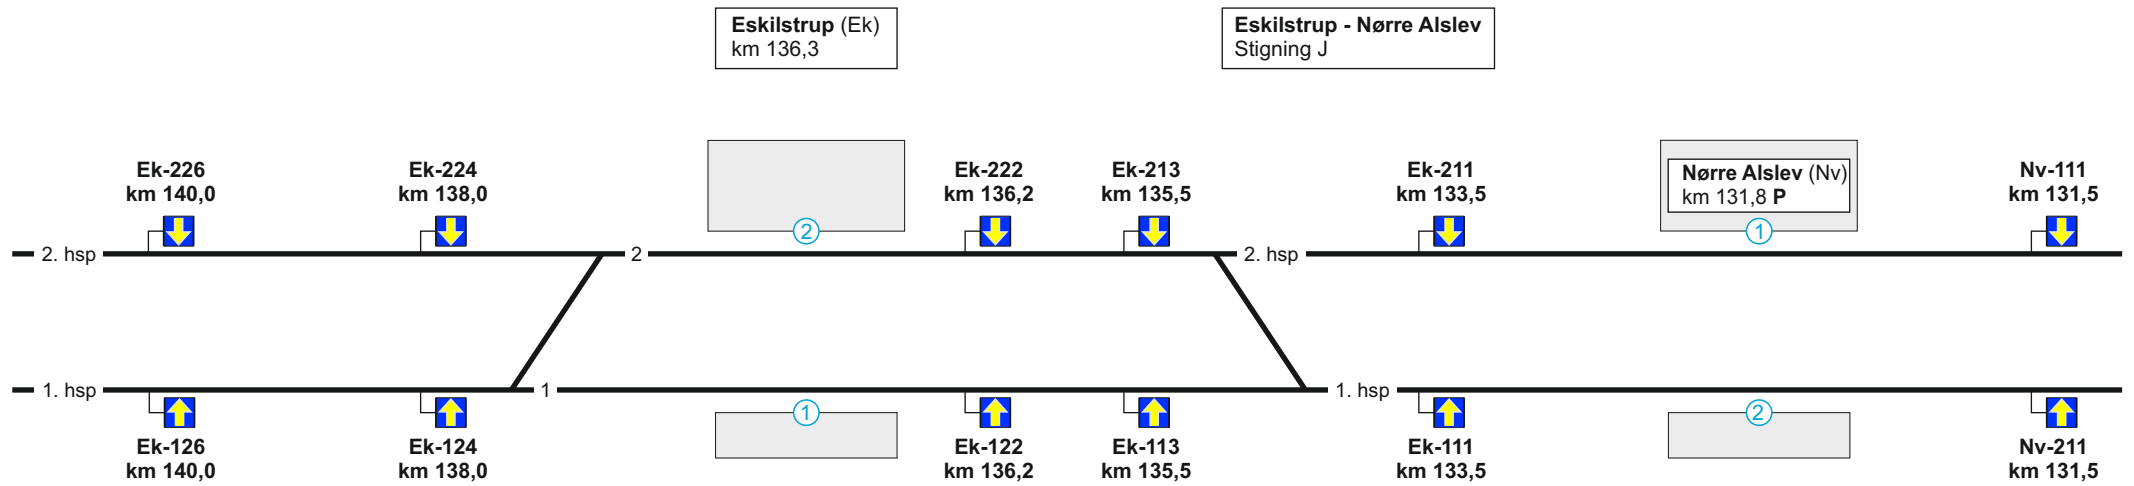 Eskilstrup (Ek)
km 136,3
Eskilstrup - Nørre Alslev
Stigning J
Ek-226
km 140,0
Ek-224
km 138,0
Ek-222
km 136,2
Ek-213
km 135,5
Ek-211
km 133,5
Nørre Alslev (Nv)
km 131,8 P
Nv-111
km 131,5
2
1
2. hsp
2
2. hsp
1. hsp
1
1. hsp
1
2
Ek-126
km 140,0
Ek-124
km 138,0
Ek-122
km 136,2
Ek-113
km 135,5
Ek-111
km 133,5
Nv-211
km 131,5